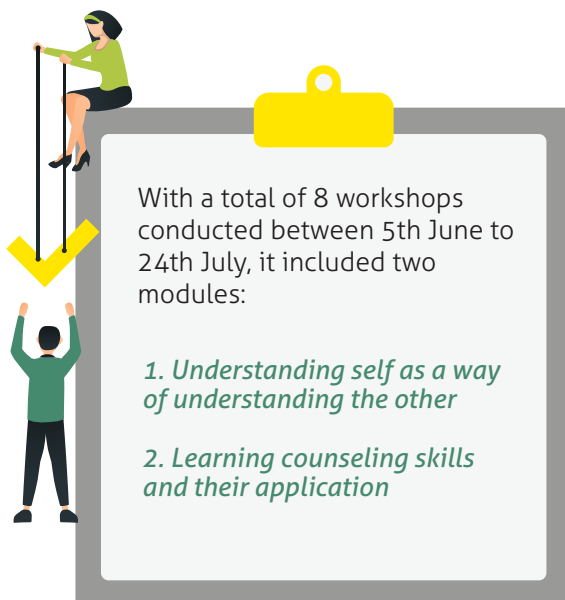 With a total of 8 workshops
conducted between 5th June to
24th July, it included two
modules:
1. Understanding self as a way
of understanding the other
2. Learning counseling skills
and their application